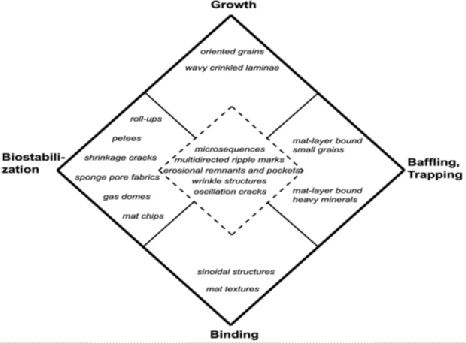 Growth
oriented grains
wavy crinkled laminae
roll-ups
petees
shrinkage cracks
sponge pore fabrics
gas domes
mat chips
Biostabili-
zation
microsequences
multidirected ripple marks
erosional remnants and pockets
wrinkle structures
oscillation cracks
mat-layer bound
small grains
mat-layer bound
heavy minerals
Baffling,
Trapping
sinoidal structures
mat textures
Binding